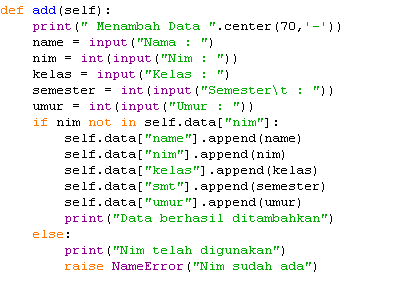 def add(self):
    print(" Menambah Data ".center(70,'-'))
    name = input("Nama : ")
    nim = int(input("Nim : "))
    kelas = input("Kelas : ")
    semester = int(input("Semester\t : "))
    umur = int(input("Umur : "))
    if nim not in self.data["nim"]:
        self.data["name"].append(name)
        self.data["nim"].append(nim)
        self.data["kelas"].append(kelas)
        self.data["smt"].append(semester)
        self.data["umur"].append(umur)
        print("Data berhasil ditambahkan")
    else:
        print("Nim telah digunakan")
        raise NameError("Nim sudah ada")